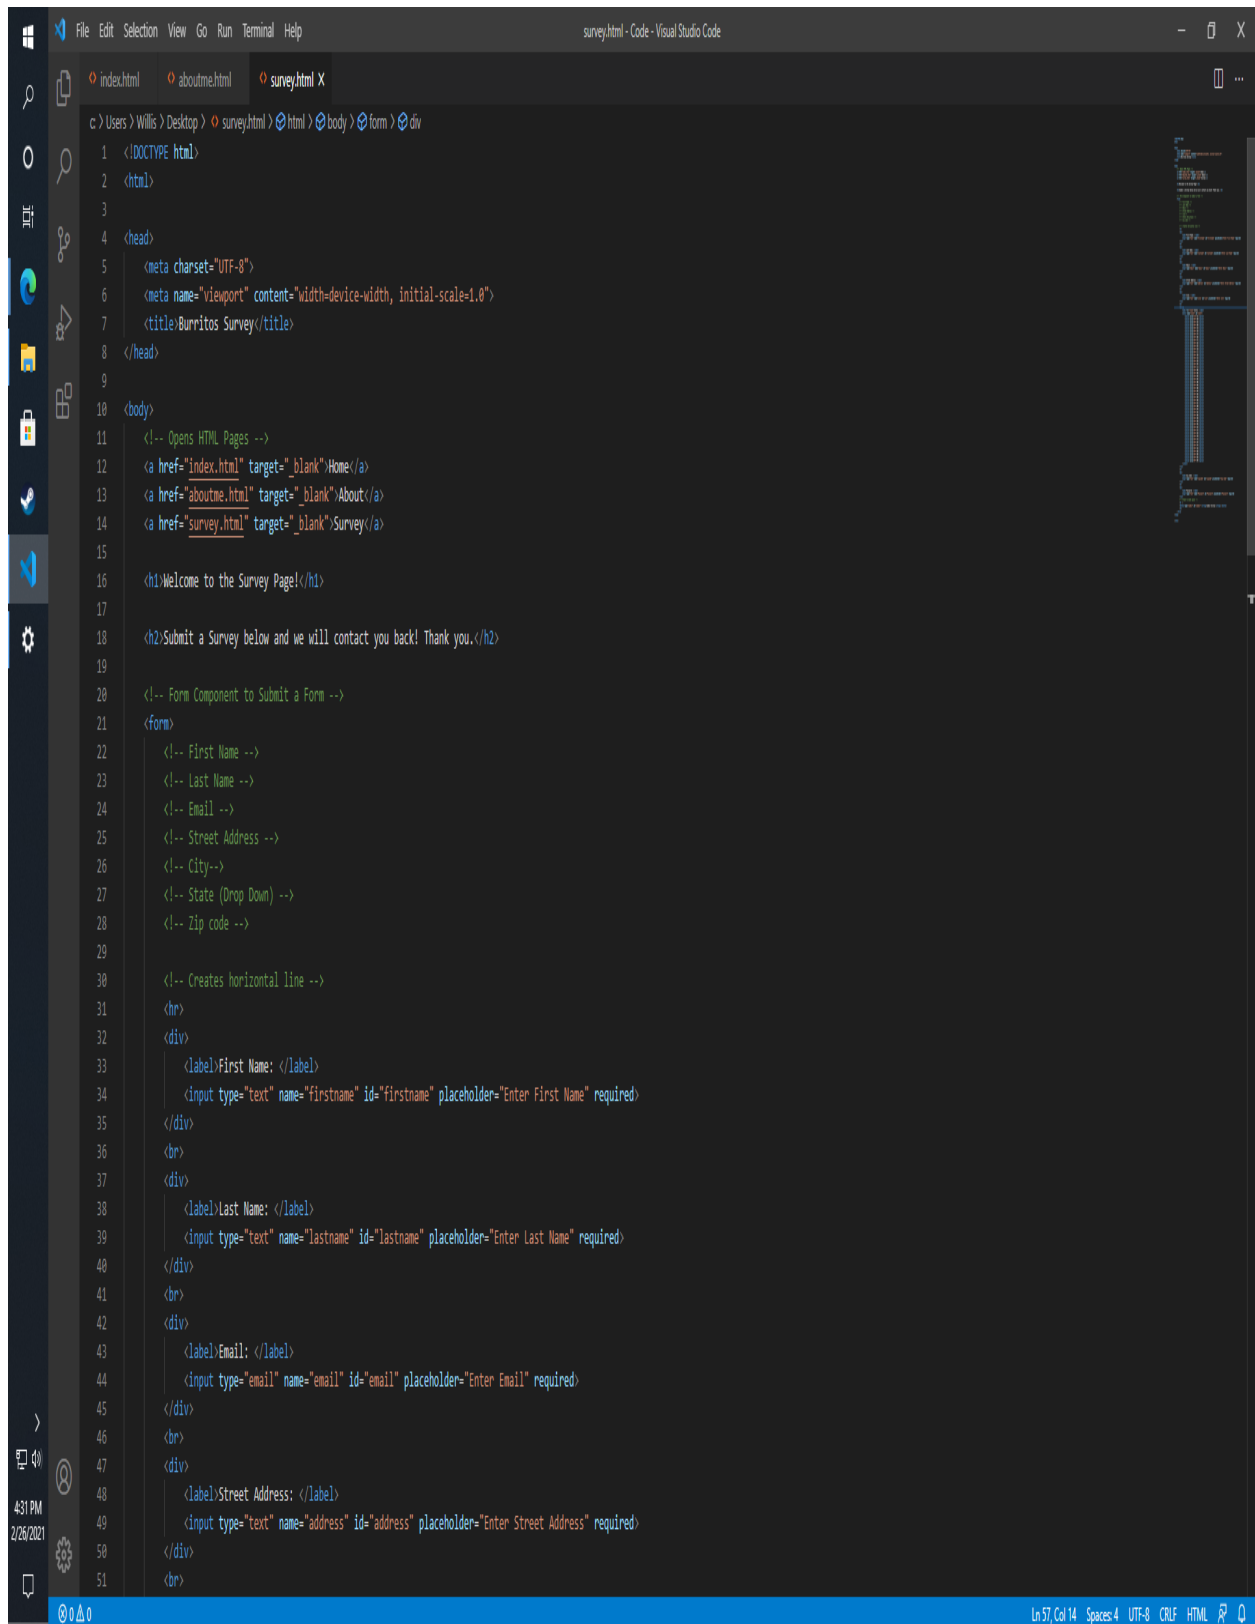 File Edit Selection View Go Run Terminal Help
survey.html - Code - Visual Studio Code
index.html
aboutme.html
survey.html
c: > Users > Willis > Desktop > survey.html > html > body > form > div
1 <!DOCTYPE html>
2 <html>
3
4 <head>
5 <meta charset="UTF-8">
6 <meta name="viewport" content="width=device-width, initial-scale=1.0">
7 <title>Burritos Survey</title>
8 </head>
9
10 <body>
11 <!-- Opens HTML Pages -->
12 <a href="index.html" target="_blank">Home</a>
13 <a href="aboutme.html" target="_blank">About</a>
14 <a href="survey.html" target="_blank">Survey</a>
15
16 <h1>Welcome to the Survey Page!</h1>
17
18 <h2>Submit a Survey below and we will contact you back! Thank you.</h2>
19
20 <!-- Form Component to Submit a Form -->
21 <form>
22 <!-- First Name -->
23 <!-- Last Name -->
24 <!-- Email -->
25 <!-- Street Address -->
26 <!-- City-->
27 <!-- State (Drop Down) -->
28 <!-- Zip code -->
29
30 <!-- Creates horizontal line -->
31 <hr>
32 <div>
33 <label>First Name: </label>
34 <input type="text" name="firstname" id="firstname" placeholder="Enter First Name" required>
35 </div>
36 <br>
37 <div>
38 <label>Last Name: </label>
39 <input type="text" name="lastname" id="lastname" placeholder="Enter Last Name" required>
40 </div>
41 <br>
42 <div>
43 <label>Email: </label>
44 <input type="email" name="email" id="email" placeholder="Enter Email" required>
45 </div>
46 <br>
47 <div>
48 <label>Street Address: </label>
49 <input type="text" name="address" id="address" placeholder="Enter Street Address" required>
50 </div>
51 <br>
4:31 PM
2/26/2021
0 0
Ln 57, Col 14 Spaces: 4 UTF-8 CRLF HTML